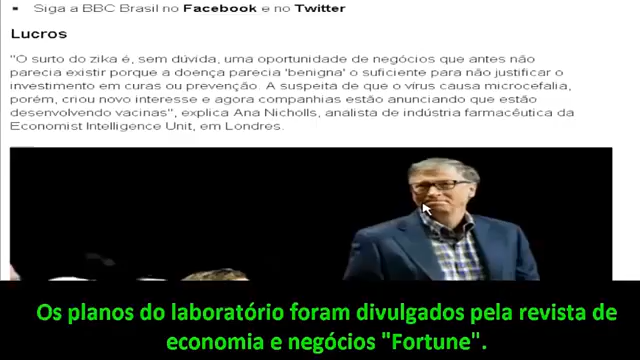 Siga a BBC Brasil no Facebook e no Twitter
Lucros
"O surto do zika é, sem dúvida, uma oportunidade de negócios que antes não
parecia existir porque a doença parecia 'benigna' o suficiente para não justificar o
investimento em curas ou prevenção. A suspeita de que o vírus causa microcefalia,
porém, criou novo interesse e agora companhias estão anunciando que estão
desenvolvendo vacinas", explica Ana Nicholls, analista de indústria farmacêutica da
Economist Intelligence Unit, em Londres.
Os planos do laboratório foram divulgados pela revista de
economia e negócios "Fortune".